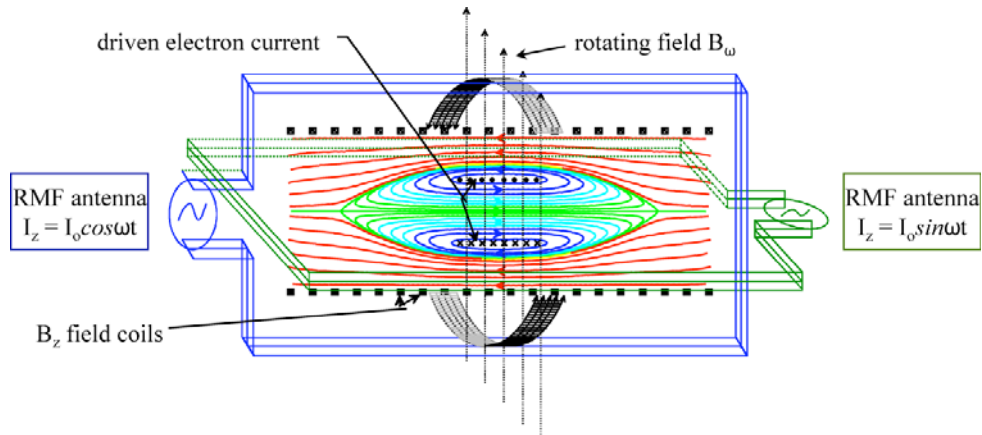 driven electron current
rotating field Bω
RMF antenna
Iz = Iocosωt
RMF antenna
Iz = Iosinωt
Bz field coils